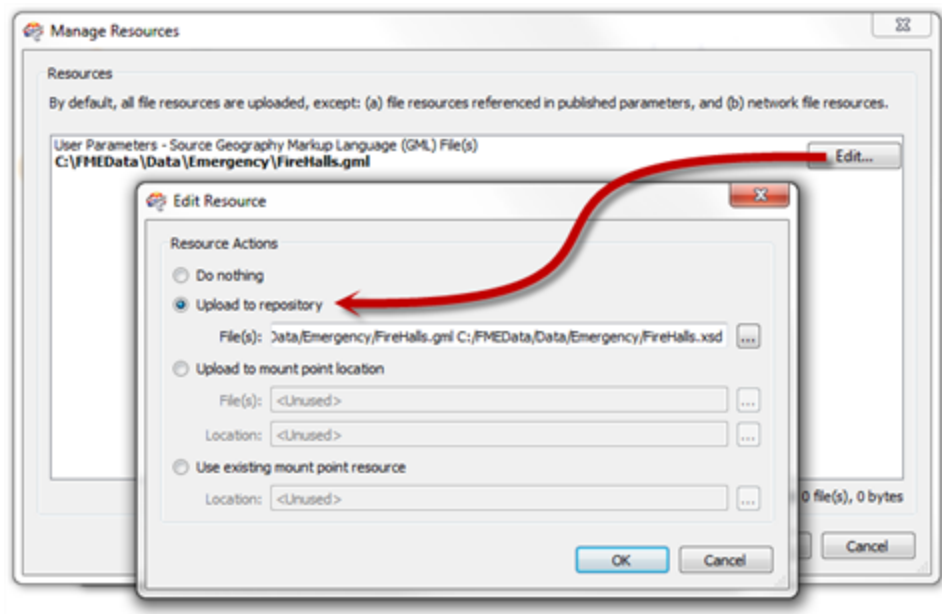 Manage Resources
Resources
By default, all file resources are uploaded, except: (a) file resources referenced in published parameters, and (b) network file resources.
User Parameters - Source Geography Markup Language (GML) File(s)
C:\FMEData\Data\Emergency\FireHalls.gml
Edit...
Edit Resource
Resource Actions
Do nothing
Upload to repository
File(s): Data/Emergency/FireHalls.gml C:/FMEData/Data/Emergency/FireHalls.xsd ...
Upload to mount point location
File(s): <Unused> ...
Location: <Unused> ...
Use existing mount point resource
Location: <Unused> ...
0 file(s), 0 bytes
OK Cancel
Cancel